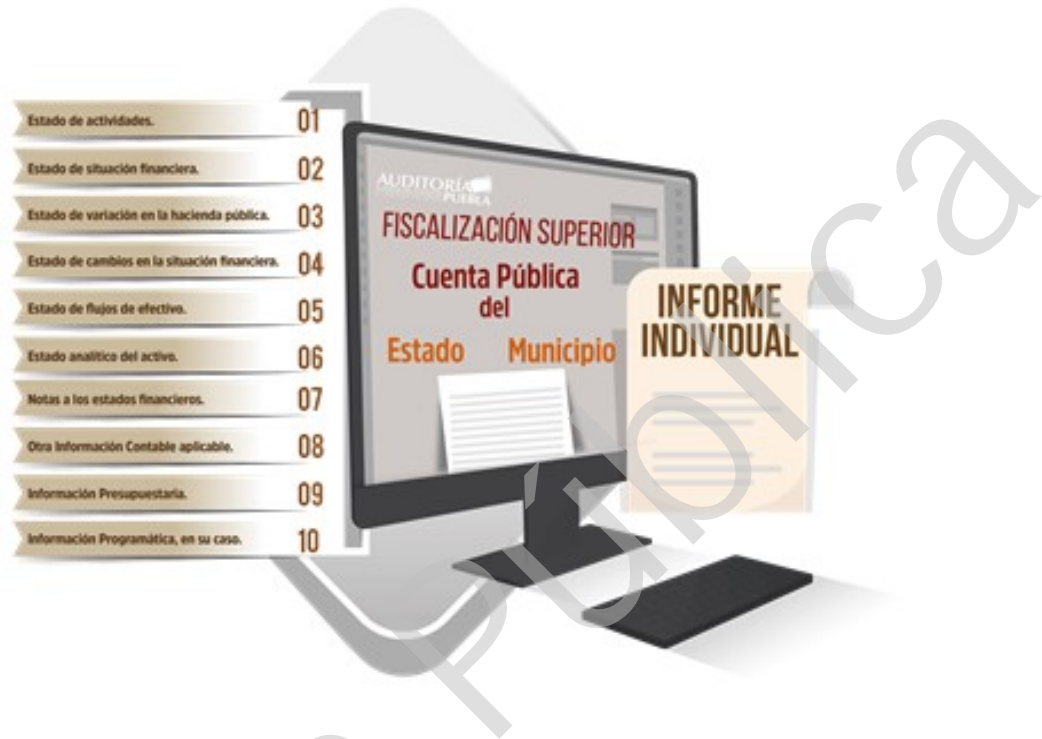 Estado de actividades. 01
Estado de situación financiera. 02
Estado de variación en la hacienda pública. 03
Estado de cambios en la situación financiera. 04
Estado de flujos de efectivo. 05
Estado analítico del activo. 06
Notas a los estados financieros. 07
Otra Información Contable aplicable. 08
Información Presupuestaria. 09
Información Programática, en su caso. 10
AUDITORÍA
PUEBLA
FISCALIZACIÓN SUPERIOR
Cuenta Pública
del
Estado Municipio
INFORME
INDIVIDUAL
Pública